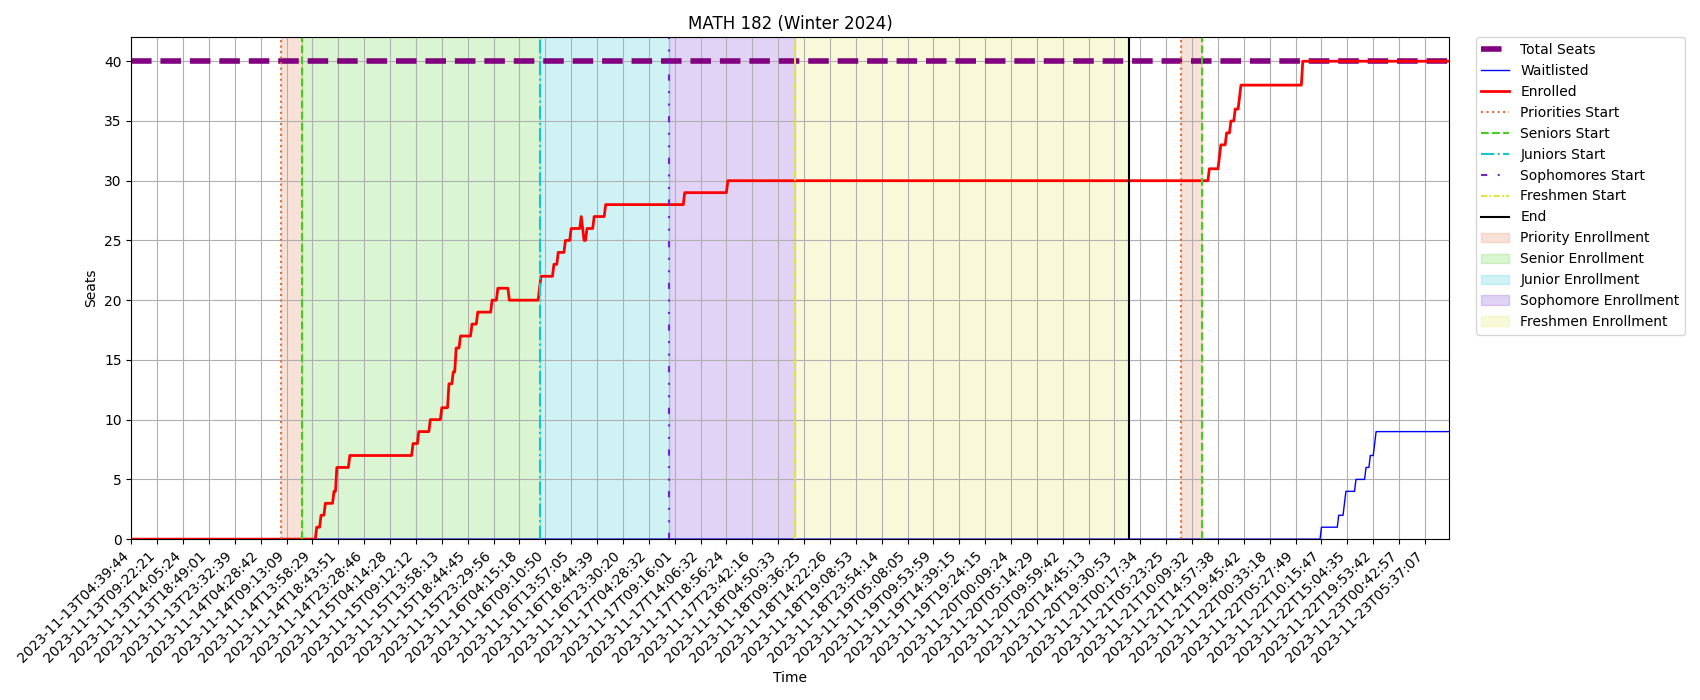 MATH 182 (Winter 2024)
Seats
40
35
30
25
20
15
10
5
0
2023-11-13T04:39:44
2023-11-13T09:22:21
2023-11-13T14:05:24
2023-11-13T18:49:01
2023-11-13T23:32:39
2023-11-14T04:28:42
2023-11-14T09:13:09
2023-11-14T13:58:29
2023-11-14T18:43:51
2023-11-14T23:28:46
2023-11-15T04:14:28
2023-11-15T09:12:12
2023-11-15T13:58:13
2023-11-15T18:44:45
2023-11-15T23:29:56
2023-11-16T04:15:18
2023-11-16T09:10:50
2023-11-16T13:57:05
2023-11-16T18:44:39
2023-11-16T23:30:20
2023-11-17T04:28:32
2023-11-17T09:16:01
2023-11-17T14:06:32
2023-11-17T18:56:24
2023-11-17T23:42:16
2023-11-18T04:50:33
2023-11-18T09:36:25
2023-11-18T14:22:26
2023-11-18T19:08:53
2023-11-18T23:54:14
2023-11-19T05:08:05
2023-11-19T09:53:59
2023-11-19T14:39:15
2023-11-19T19:24:15
2023-11-20T00:09:24
2023-11-20T05:14:29
2023-11-20T09:59:42
2023-11-20T14:45:13
2023-11-20T19:30:53
2023-11-21T00:17:34
2023-11-21T05:23:25
2023-11-21T10:09:32
2023-11-21T14:57:38
2023-11-21T19:45:42
2023-11-22T00:33:18
2023-11-22T05:27:49
2023-11-22T10:15:47
2023-11-22T15:04:35
2023-11-22T19:53:42
2023-11-23T00:42:57
2023-11-23T05:37:07
Time
Total Seats
Waitlisted
Enrolled
Priorities Start
Seniors Start
Juniors Start
Sophomores Start
Freshmen Start
End
Priority Enrollment
Senior Enrollment
Junior Enrollment
Sophomore Enrollment
Freshmen Enrollment